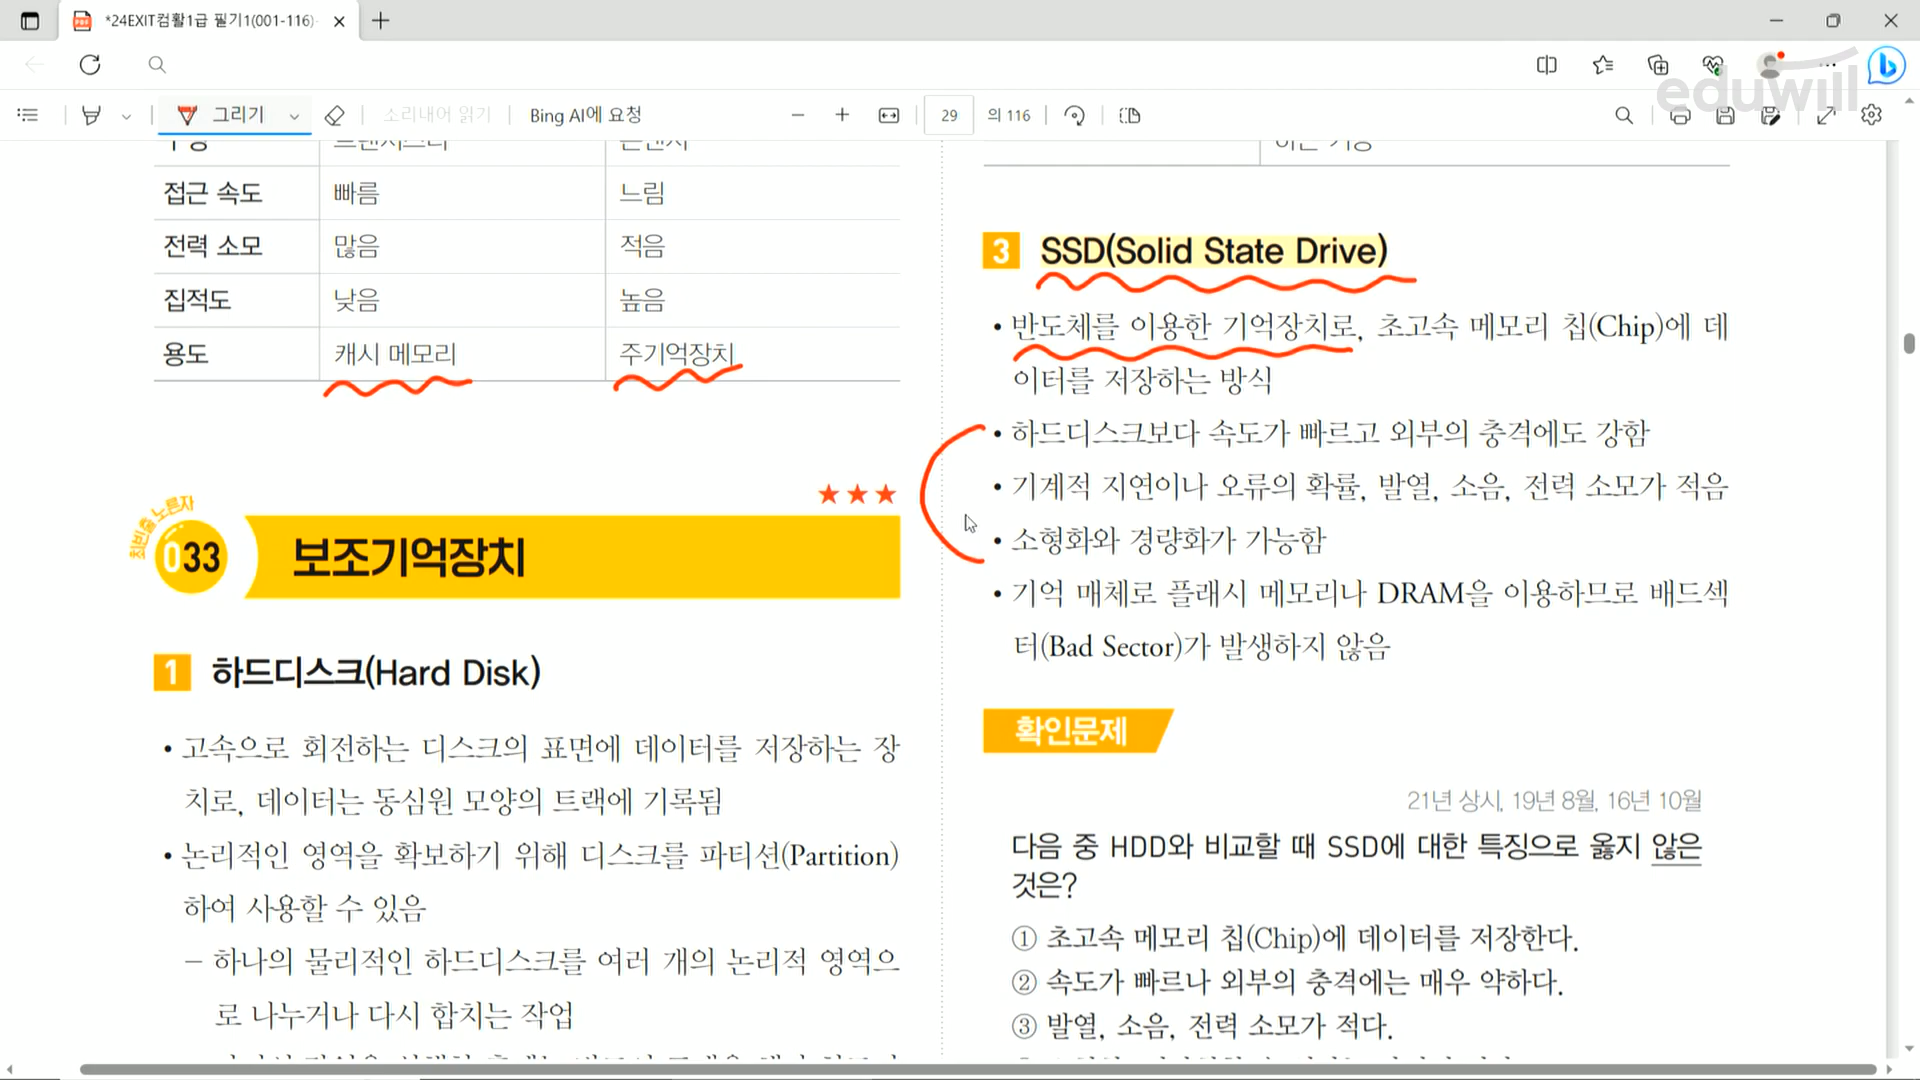 *24EXIT컴활1급 필기1(001-116)
eduwill
그리기
소리내어 읽기
Bing AI에 요청
29
의 116
접근 속도 빠름 느림
전력 소모 많음 적음
집적도 낮음 높음
용도 캐시 메모리 주기억장치
최빈출 노른자
★★★
033 보조기억장치
1 하드디스크(Hard Disk)
• 고속으로 회전하는 디스크의 표면에 데이터를 저장하는 장
치로, 데이터는 동심원 모양의 트랙에 기록됨
• 논리적인 영역을 확보하기 위해 디스크를 파티션(Partition)
하여 사용할 수 있음
– 하나의 물리적인 하드디스크를 여러 개의 논리적 영역으
로 나누거나 다시 합치는 작업
하는 기능
3 SSD(Solid State Drive)
• 반도체를 이용한 기억장치로, 초고속 메모리 칩(Chip)에 데
이터를 저장하는 방식
• 하드디스크보다 속도가 빠르고 외부의 충격에도 강함
• 기계적 지연이나 오류의 확률, 발열, 소음, 전력 소모가 적음
• 소형화와 경량화가 가능함
• 기억 매체로 플래시 메모리나 DRAM을 이용하므로 배드섹
터(Bad Sector)가 발생하지 않음
확인문제
21년 상시, 19년 8월, 16년 10월
다음 중 HDD와 비교할 때 SSD에 대한 특징으로 옳지 않은
것은?
① 초고속 메모리 칩(Chip)에 데이터를 저장한다.
② 속도가 빠르나 외부의 충격에는 매우 약하다.
③ 발열, 소음, 전력 소모가 적다.